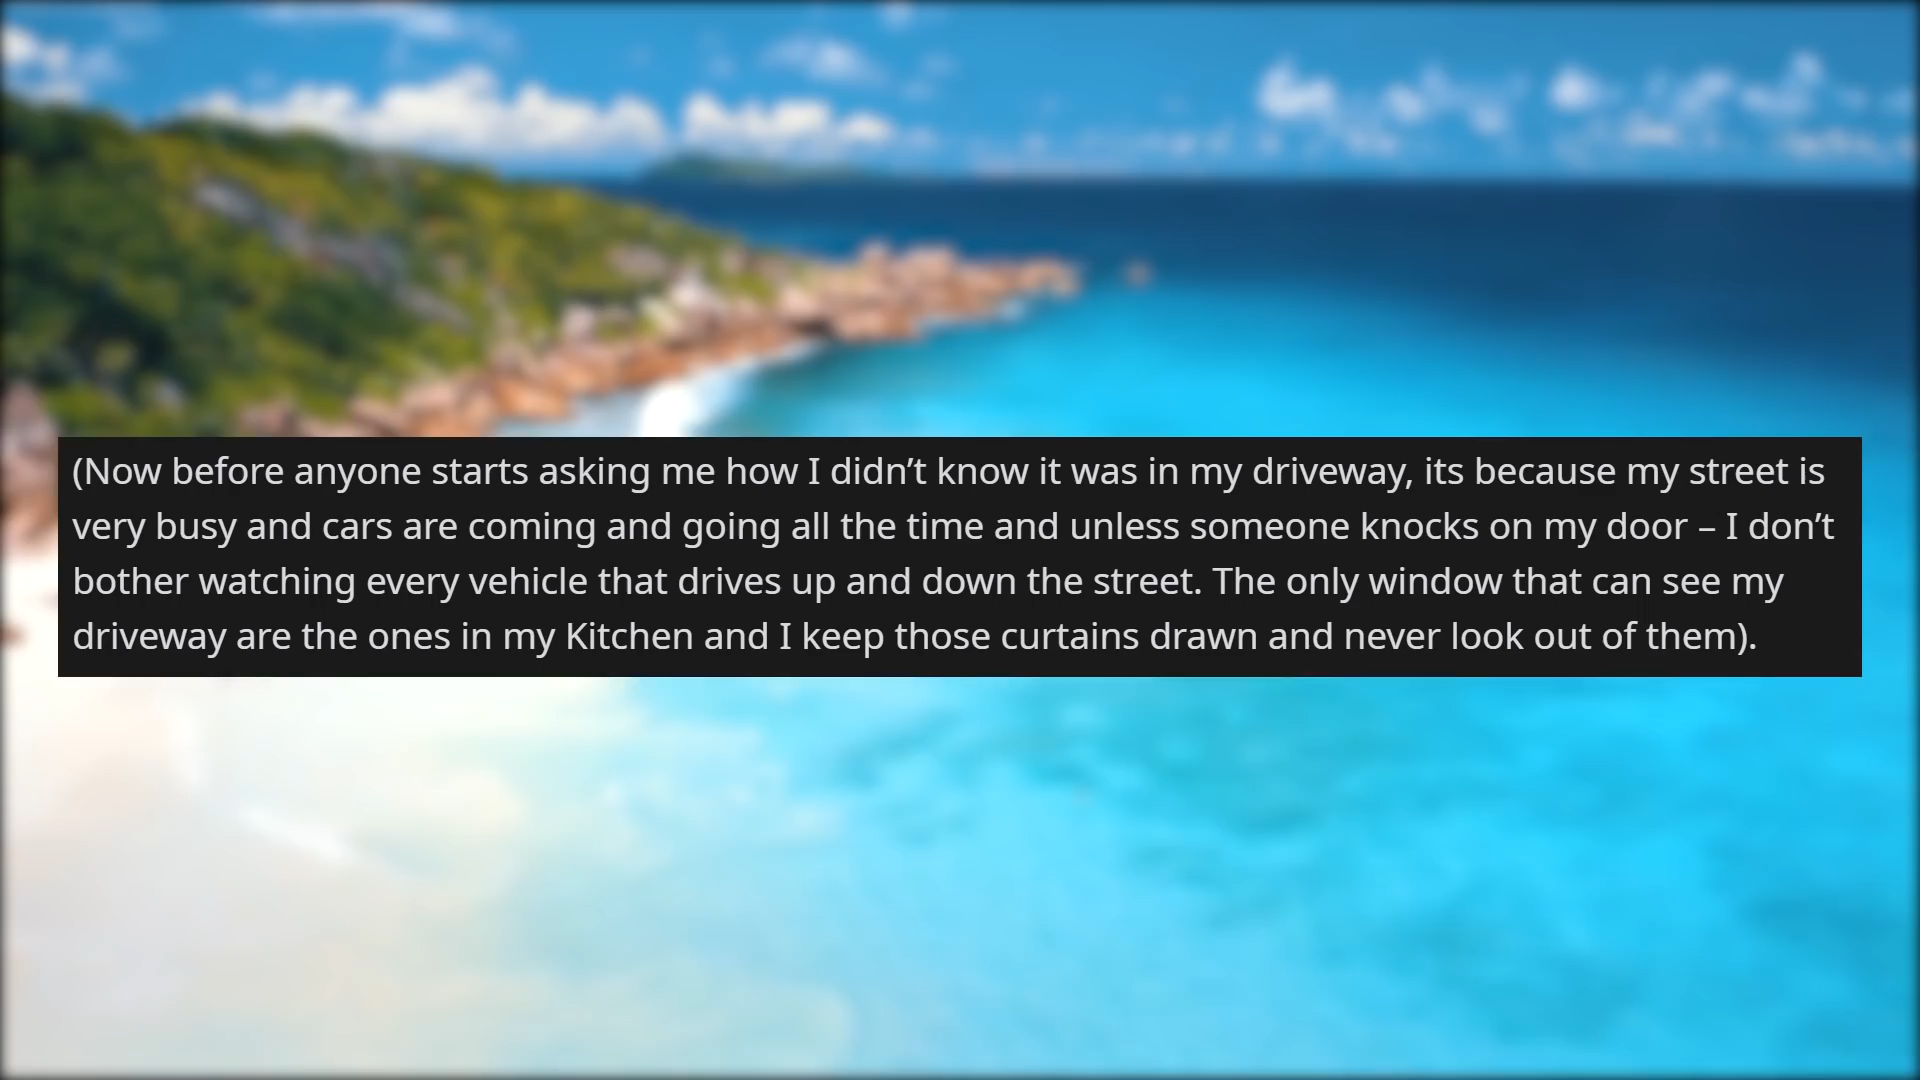 (Now before anyone starts asking me how I didn’t know it was in my driveway, its because my street is
very busy and cars are coming and going all the time and unless someone knocks on my door – I don’t
bother watching every vehicle that drives up and down the street. The only window that can see my
driveway are the ones in my Kitchen and I keep those curtains drawn and never look out of them).